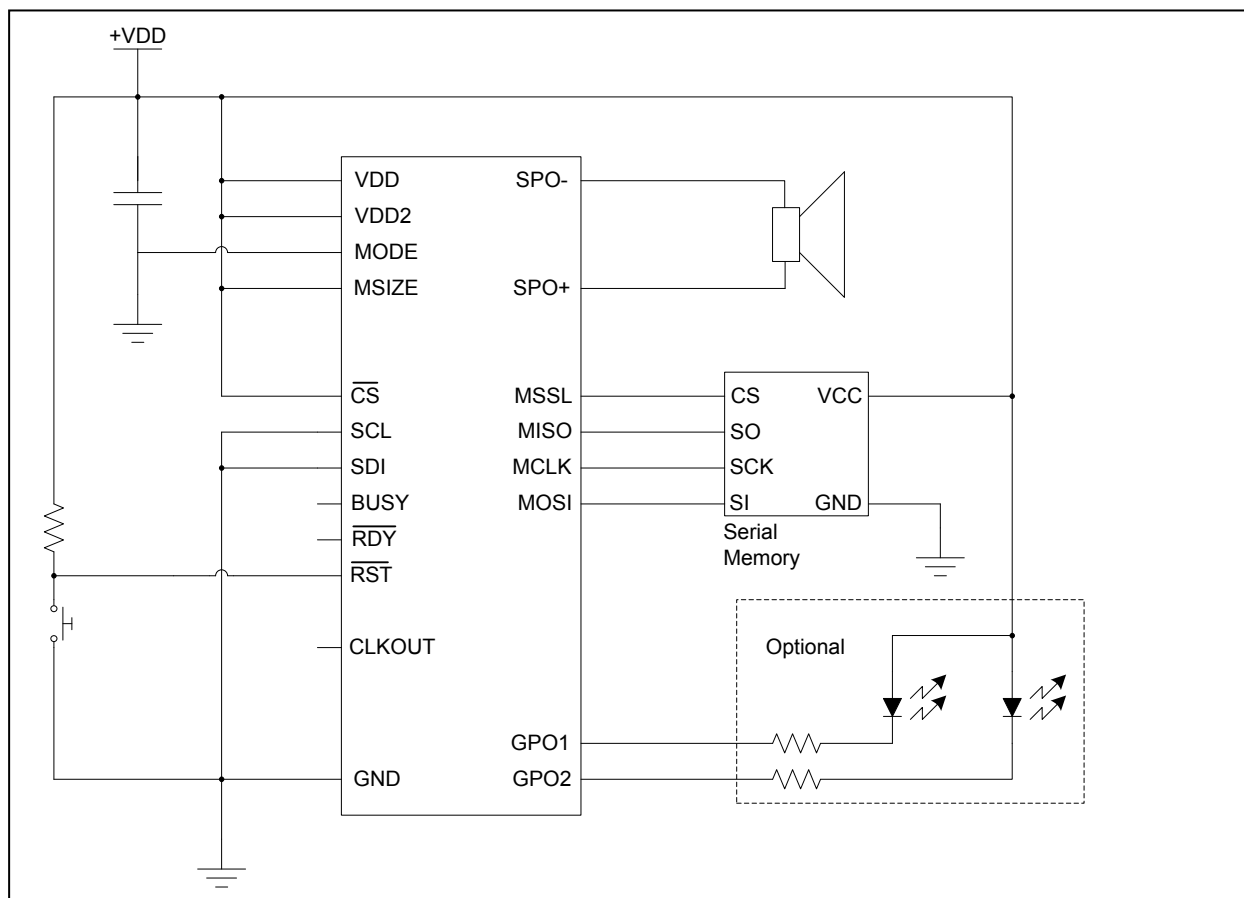 +VDD
VDD
VDD2
MODE
MSIZE
CS
SCL
SDI
BUSY
RDY
RST
CLKOUT
GND
SPO-
SPO+
MSSL
MISO
MCLK
MOSI
GPO1
GPO2
CS
SO
SCK
SI
VCC
GND
Serial
Memory
Optional